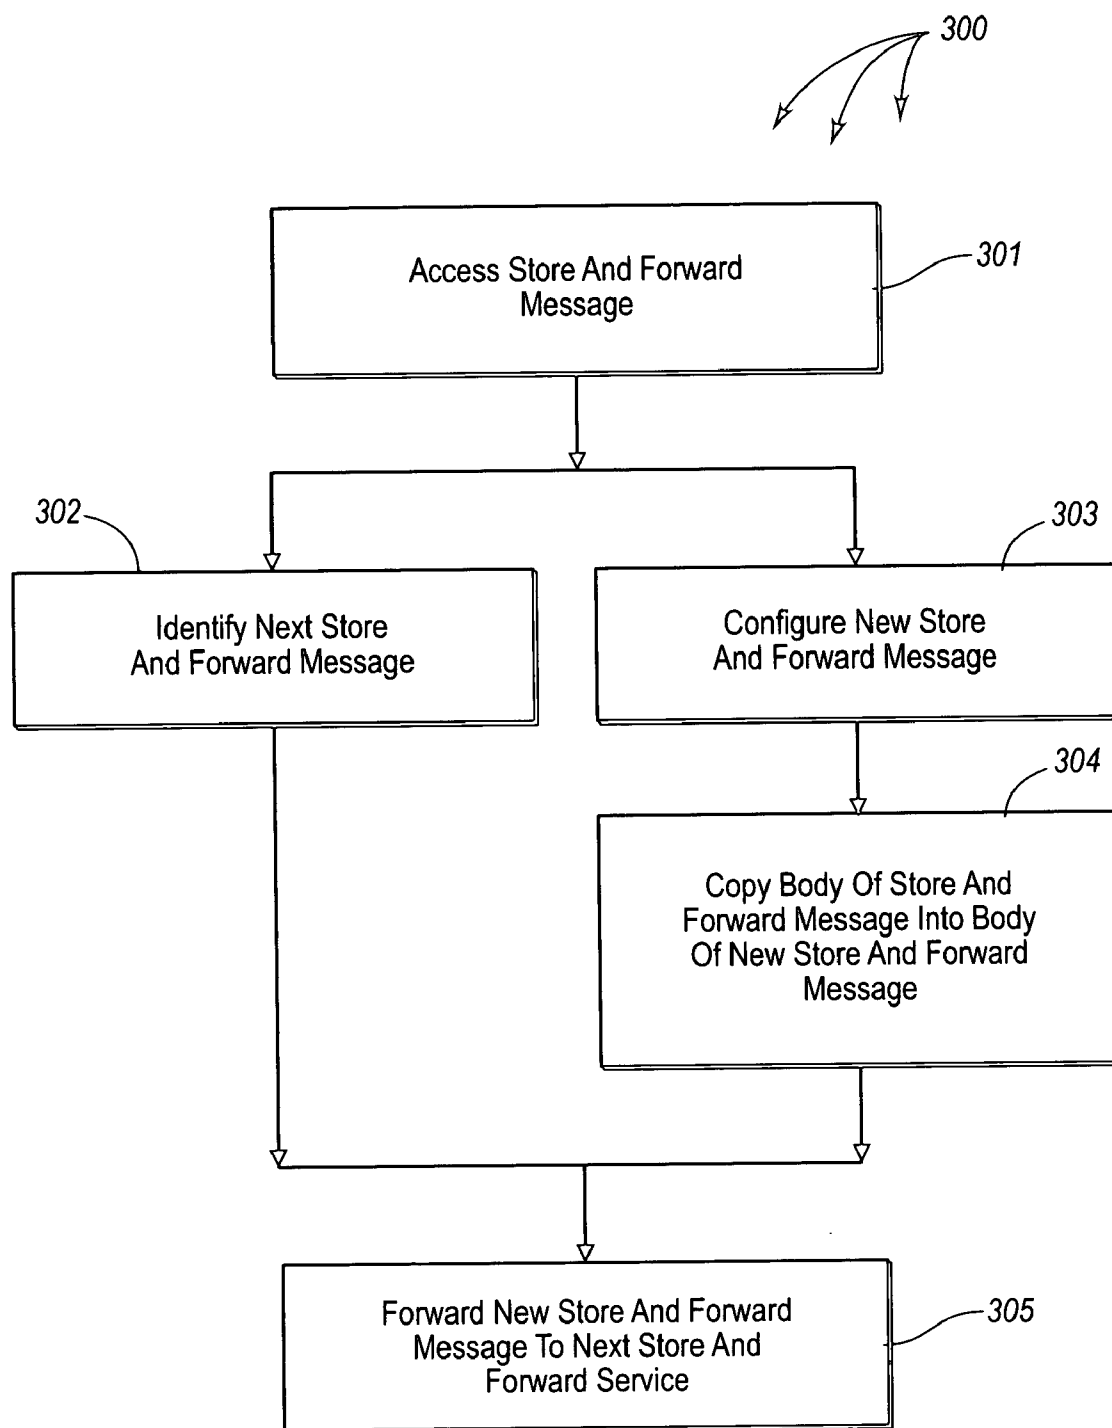 300
Access Store And Forward
Message
301
302
303
Identify Next Store
And Forward Message
Configure New Store
And Forward Message
304
Copy Body Of Store And
Forward Message Into Body
Of New Store And Forward
Message
Forward New Store And Forward
Message To Next Store And
Forward Service
305